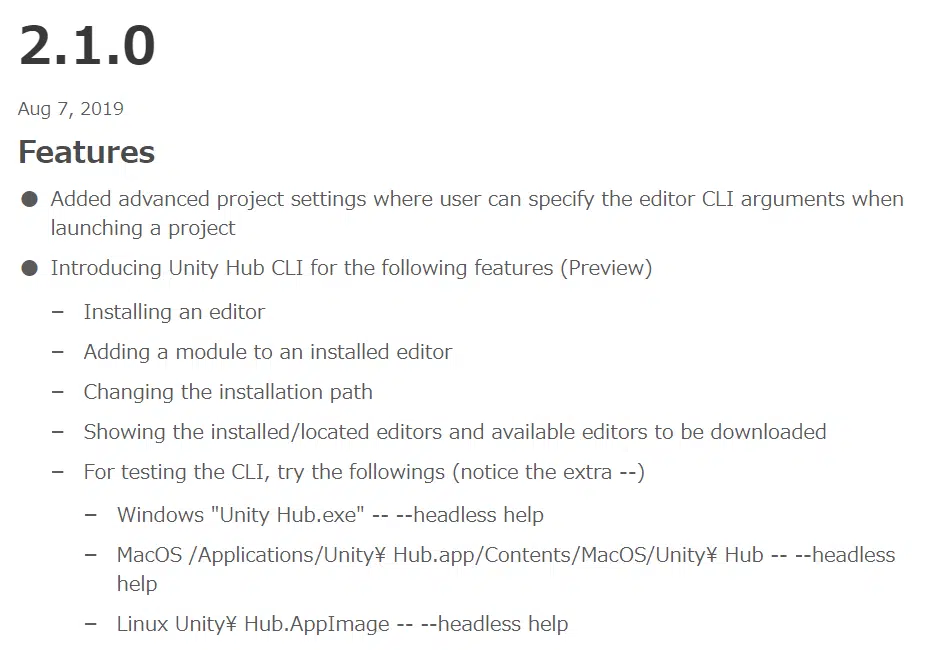 2.1.0
Aug 7, 2019
Features
● Added advanced project settings where user can specify the editor CLI arguments when
launching a project
● Introducing Unity Hub CLI for the following features (Preview)
– Installing an editor
– Adding a module to an installed editor
– Changing the installation path
– Showing the installed/located editors and available editors to be downloaded
– For testing the CLI, try the followings (notice the extra --)
– Windows "Unity Hub.exe" -- --headless help
– MacOS /Applications/Unity¥ Hub.app/Contents/MacOS/Unity¥ Hub -- --headless
help
– Linux Unity¥ Hub.AppImage -- --headless help